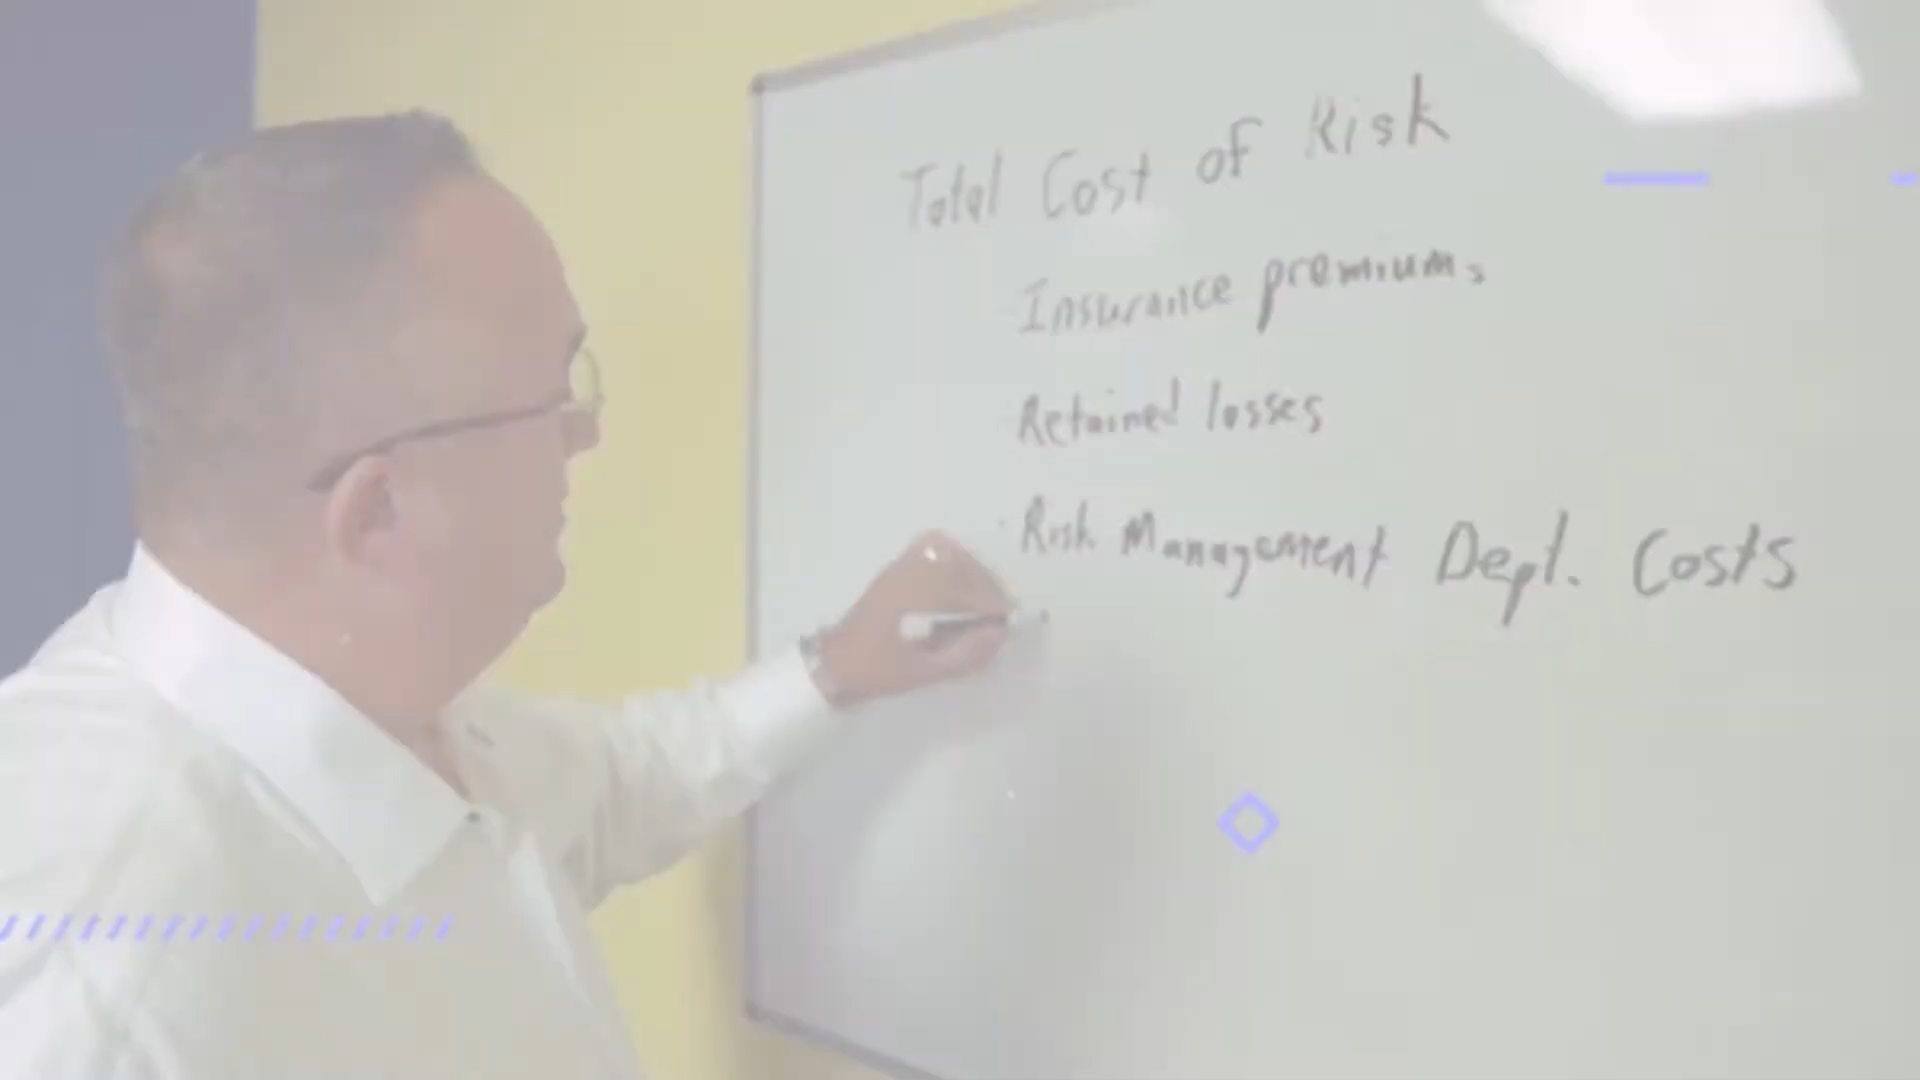 Total Cost of Risk
Insurance premiums
Retained losses
Risk Management Dept. Costs